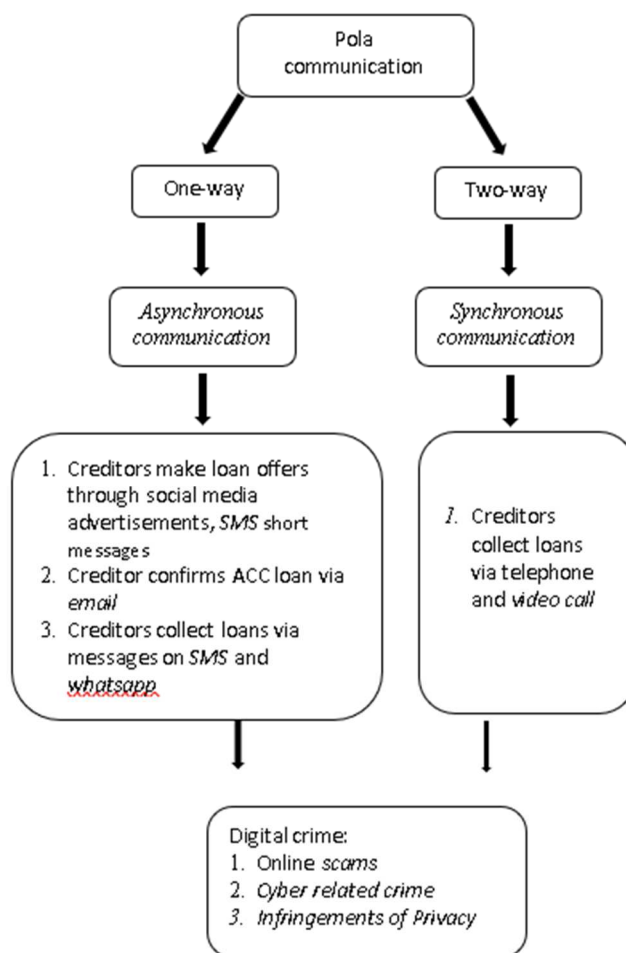 Pola
communication
One-way
Two-way
Asynchronous
communication
Synchronous
communication
1. Creditors make loan offers
through social media
advertisements, SMS short
messages
2. Creditor confirms ACC loan via
email
3. Creditors collect loans via
messages on SMS and
whatsapp
1. Creditors
collect loans
via telephone
and video call
Digital crime:
1. Online scams
2. Cyber related crime
3. Infringements of Privacy